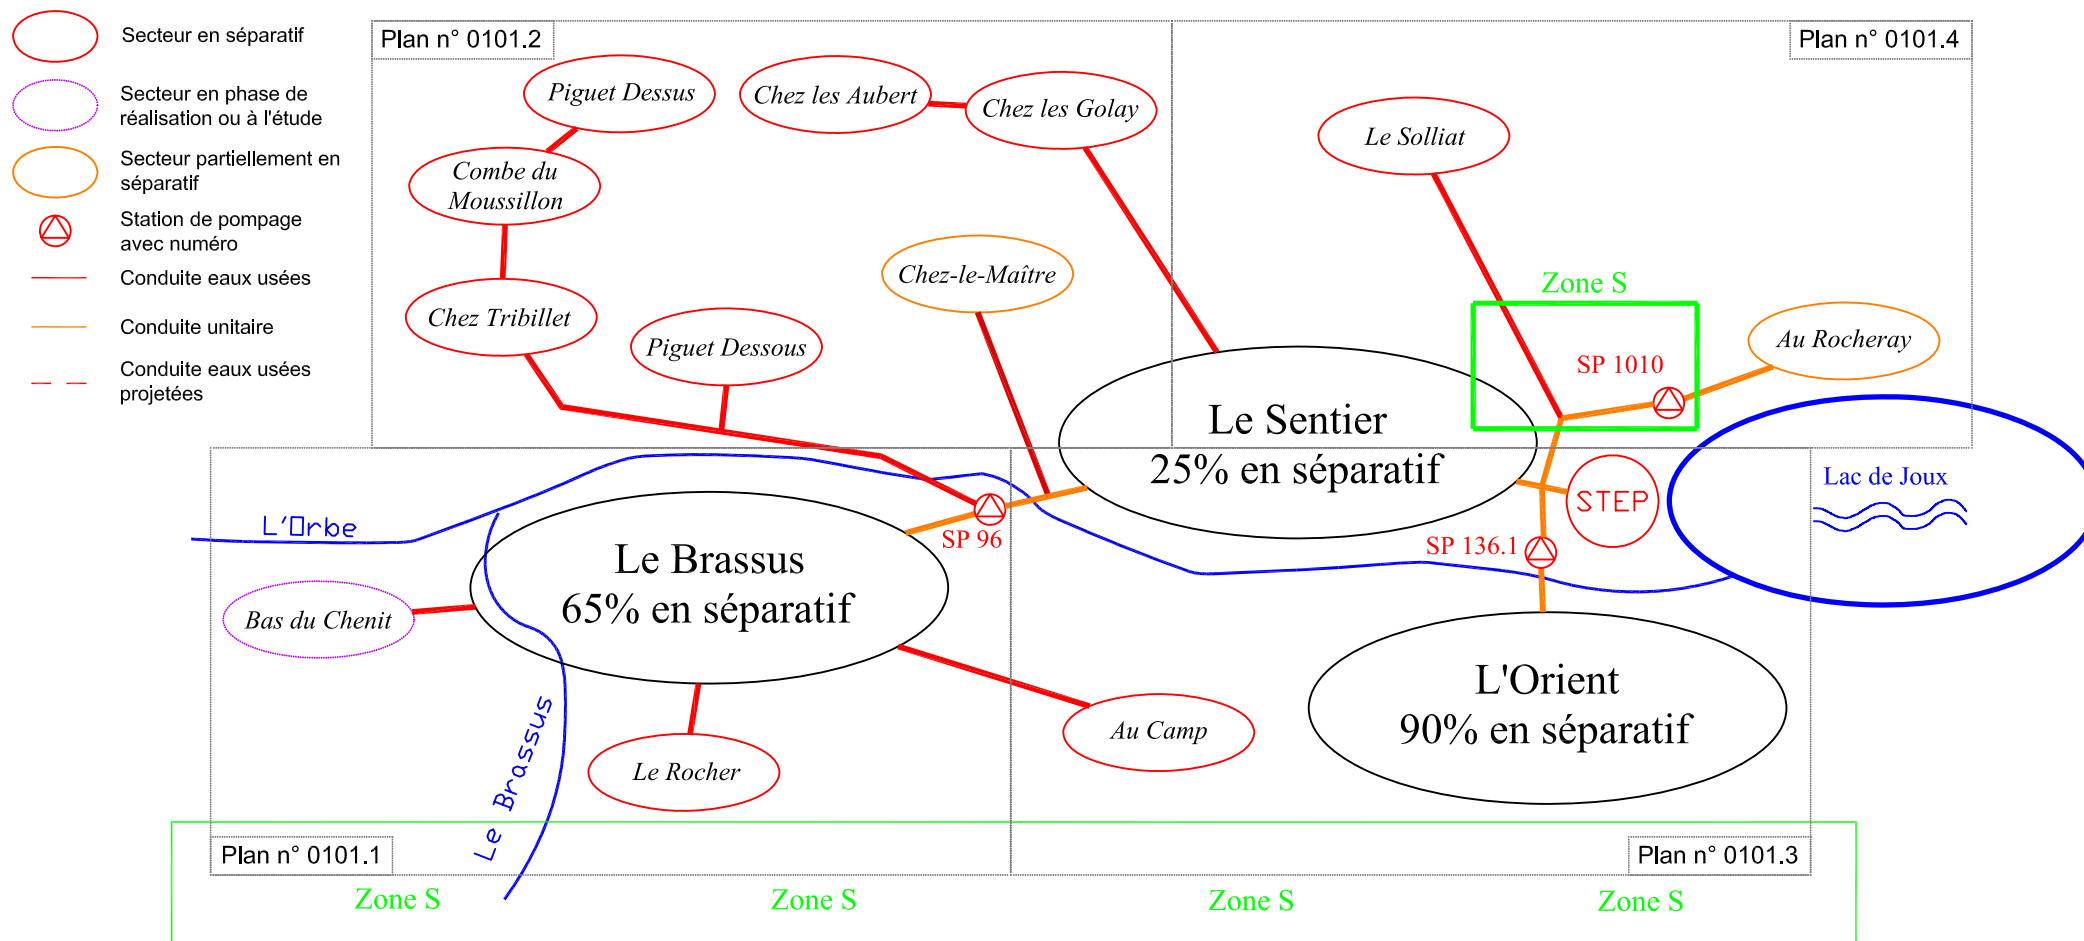 Secteur en séparatif
Secteur en phase de
réalisation ou à l'étude
Secteur partiellement en
séparatif
Station de pompage
avec numéro
Conduite eaux usées
Conduite unitaire
Conduite eaux usées
projetées
Plan n° 0101.2
Plan n° 0101.4
Piguet Dessus
Chez les Aubert
Chez les Golay
Le Solliat
Combe du
Moussillon
Chez-le-Maître
Zone S
Chez Tribillet
Piguet Dessous
Au Rocheray
SP 1010
Le Sentier
25% en séparatif
Lac de Joux
STEP
L'Orbe
SP 96
SP 136.1
Le Brassus
65% en séparatif
Bas du Chenit
L'Orient
90% en séparatif
Au Camp
Le Rocher
Le Brassus
Plan n° 0101.1
Plan n° 0101.3
Zone S
Zone S
Zone S
Zone S